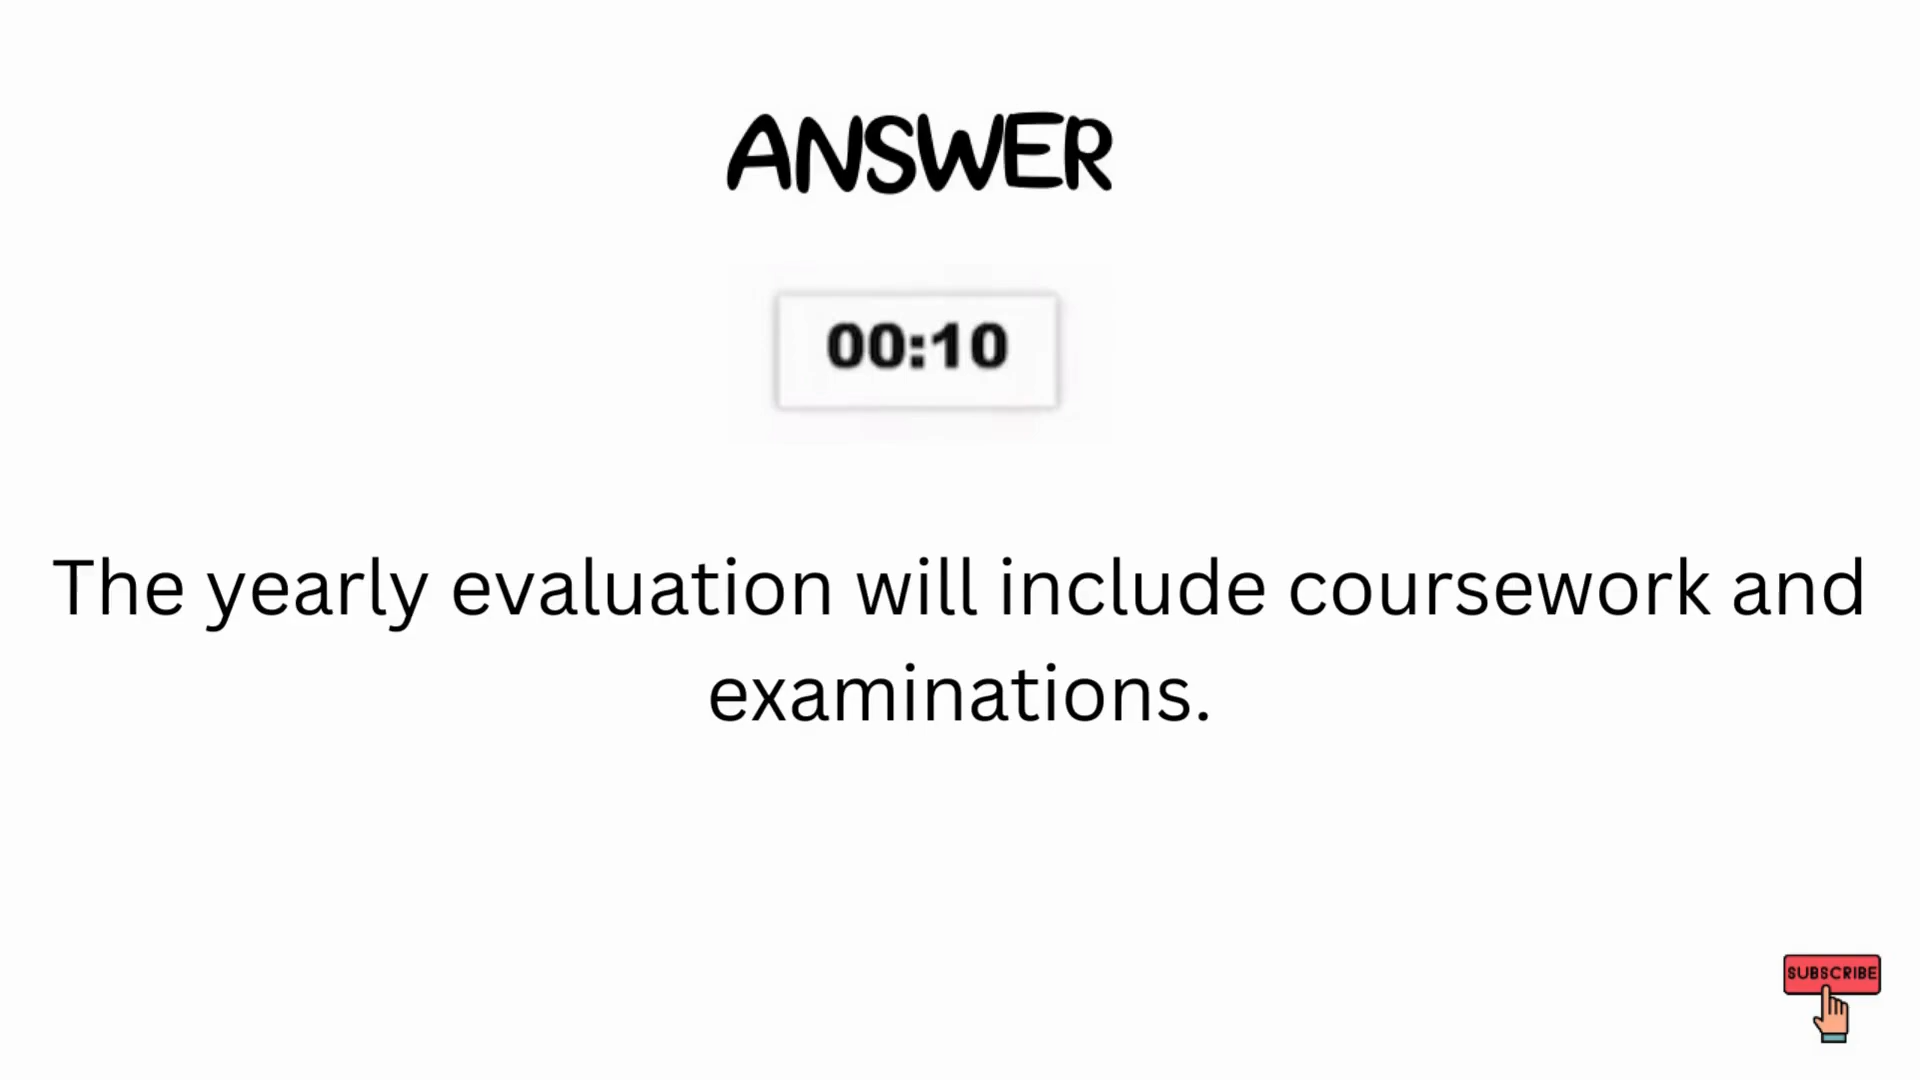 ANSWER
00:10
The yearly evaluation will include coursework and
examinations.
SUBSCRIBE